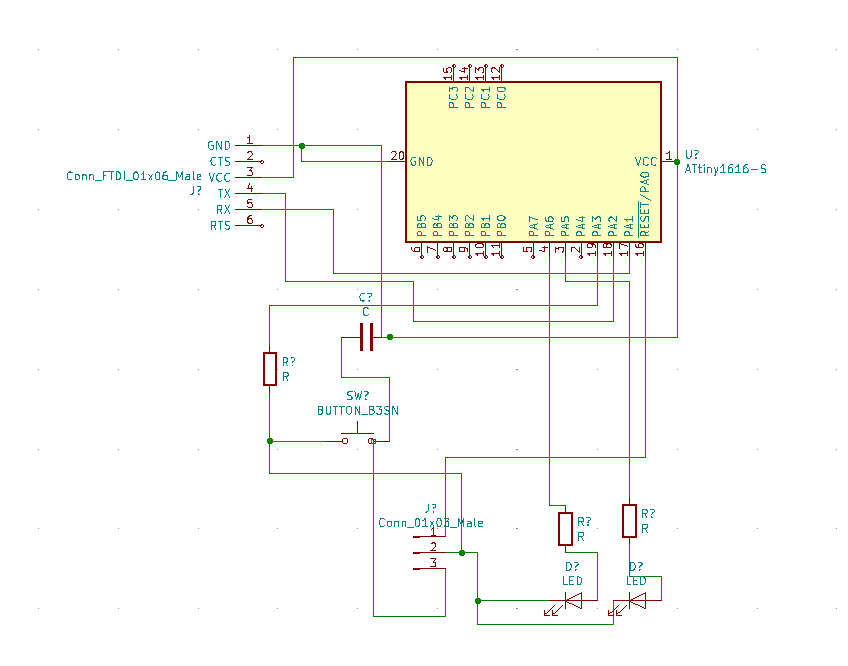 15
14
13
12
PC3
PC2
PC1
PC0
GND 1
CTS 2
Conn_FTDI_01x06_Male VCC 3
J? TX 4
RX 5
RTS 6
20 GND
VCC 1
U?
ATtiny1616-S
PB5
PB4
PB3
PB2
PB1
PB0
PA7
PA6
PA5
PA4
PA3
PA2
PA1
RESET/PA0
6
7
8
9
10
11
5
4
3
2
19
18
17
16
C?
C
R?
R
SW?
BUTTON_B3SN
J?
Conn_01x03_Male
1
2
3
R?
R
R?
R
D?
LED
D?
LED